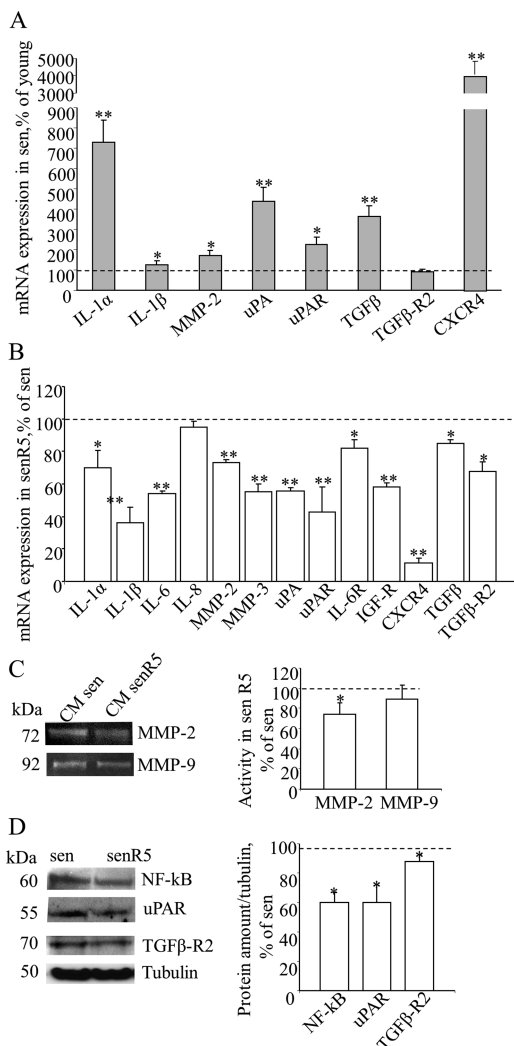 A
mRNA expression in sen,% of young
5000
4000
3000
900
800
700
600
500
400
300
200
100
0
**
*
*
**
*
**
**
IL-1α
IL-1β
MMP-2
uPA
uPAR
TGFβ
TGFβ-R2
CXCR4
B
mRNA expression in senR5,% of sen
120
100
80
60
40
20
0
*
**
**
**
**
**
**
*
**
**
*
*
IL-1α
IL-1β
IL-6
IL-8
MMP-2
MMP-3
uPA
uPAR
IL-6R
IGF-R
CXCR4
TGFβ
TGFβ-R2
C
kDa
CM sen
CM senR5
72
MMP-2
92
MMP-9
Activity in sen R5
% of sen
120
100
80
60
40
20
0
*
MMP-2
MMP-9
D
kDa
sen
senR5
60
NF-kB
55
uPAR
70
TGFβ-R2
50
Tubulin
Protein amount/tubulin,
% of sen
100
80
60
40
20
0
*
*
*
NF-kB
uPAR
TGFβ-R2